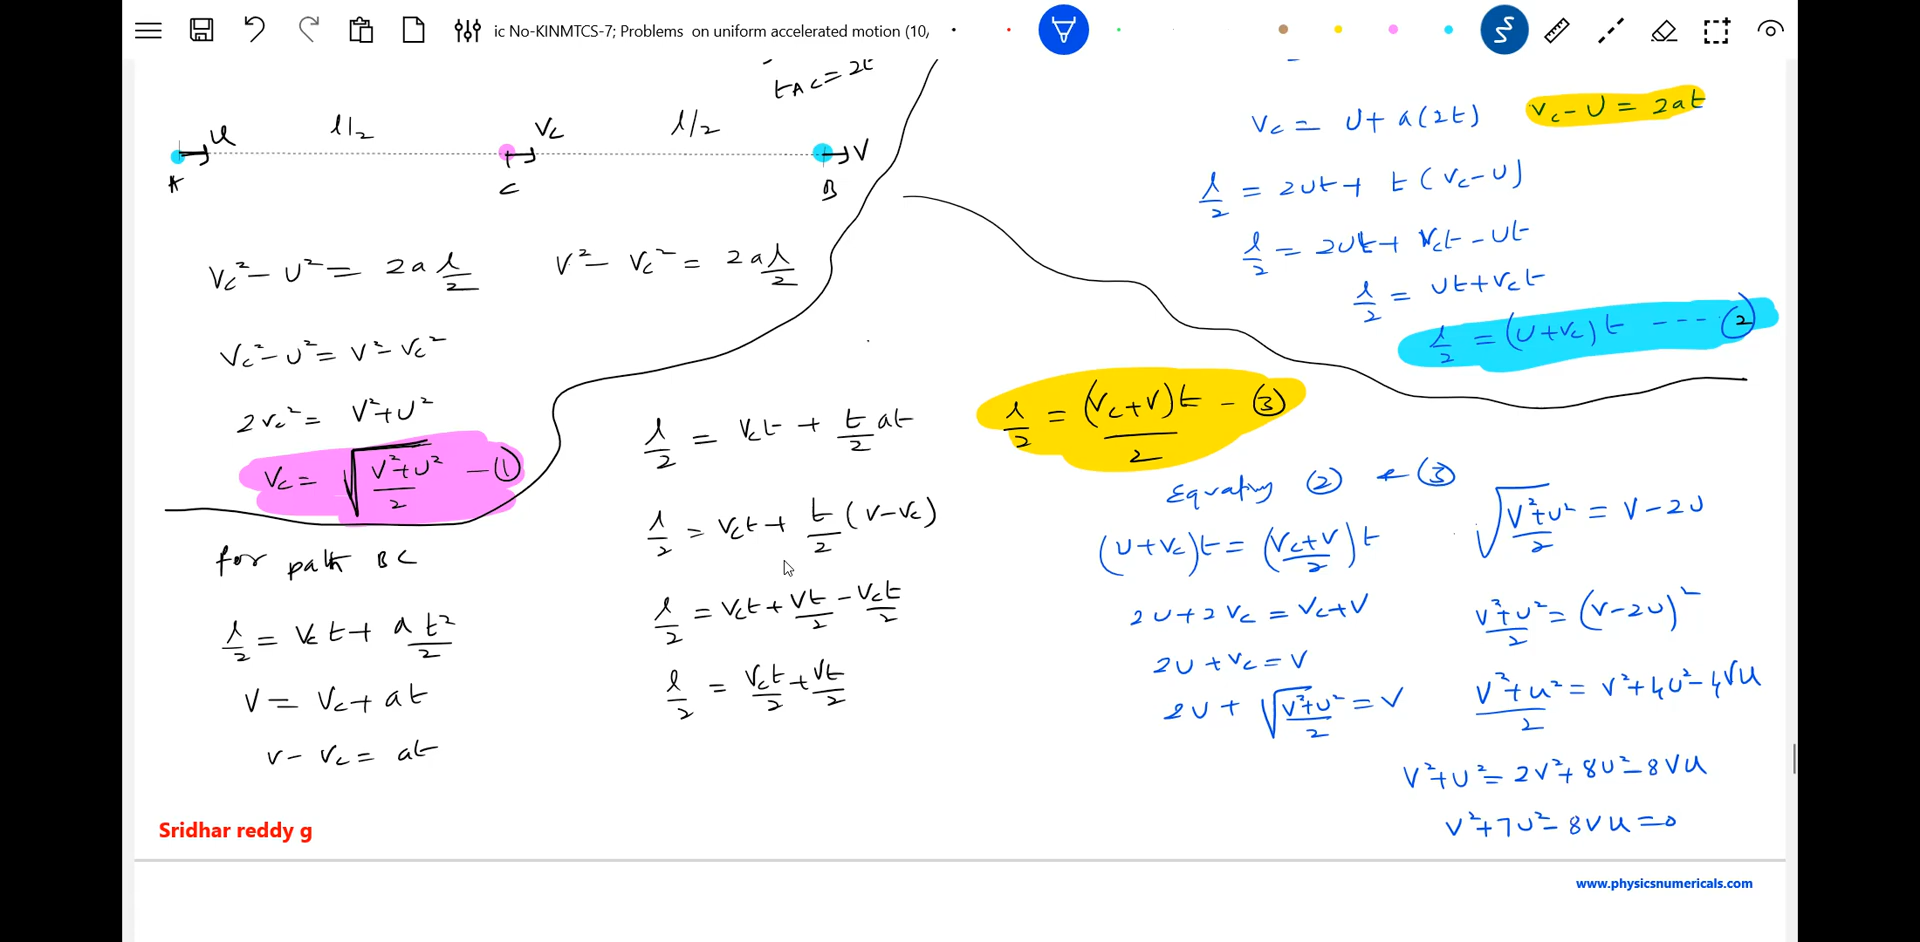 ic No-KINMTCS-7; Problems on uniform accelerated motion (10,
t_AC = 2t
U l/2 V_C l/2 V
A C B
V_C² - U² = 2a l/2 V² - V_C² = 2a l/2
V_C² - U² = V² - V_C²
2V_C² = V² + U²
V_C = √((V² + U²)/2) - ①
for path BC
l/2 = V_C t + a t²/2
V = V_C + at
V - V_C = at
l/2 = V_C t + t/2 at
l/2 = V_C t + t/2 (V - V_C)
l/2 = V_C t + Vt/2 - V_C t/2
l/2 = V_C t/2 + Vt/2
V_C = U + a(2t) V_C - U = 2at
l/2 = 2Ut + t(V_C - U)
l/2 = 2Ut + V_C t - Ut
l/2 = Ut + V_C t
l/2 = (U + V_C)t --- ②
l/2 = (V_C + V)t/2 - ③
Equating ② & ③
(U + V_C)t = ((V_C + V)/2)t
2U + 2V_C = V_C + V
2U + V_C = V
2U + √((V² + U²)/2) = V
√((V² + U²)/2) = V - 2U
(V² + U²)/2 = (V - 2U)²
(V² + U²)/2 = V² + 4U² - 4VU
V² + U² = 2V² + 8U² - 8VU
V² + 7U² - 8VU = 0
Sridhar reddy g
www.physicsnumericals.com